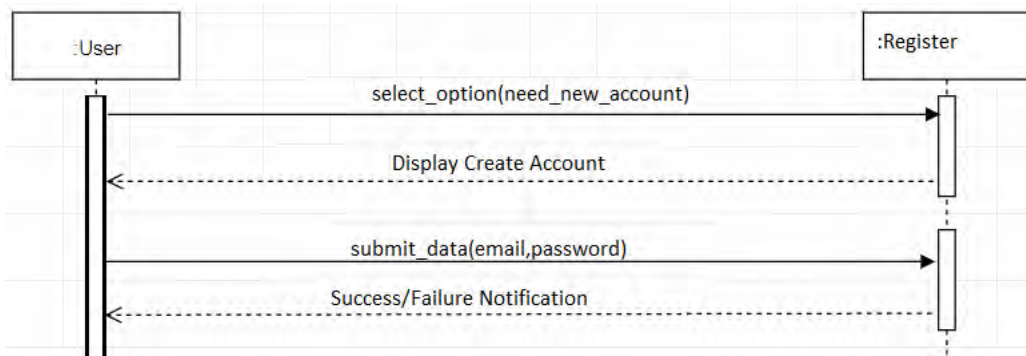 :User
:Register
select_option(need_new_account)
Display Create Account
submit_data(email,password)
Success/Failure Notification